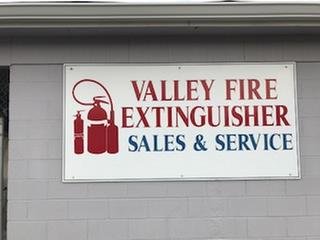 VALLEY FIRE
EXTINGUISHER
SALES & SERVICE